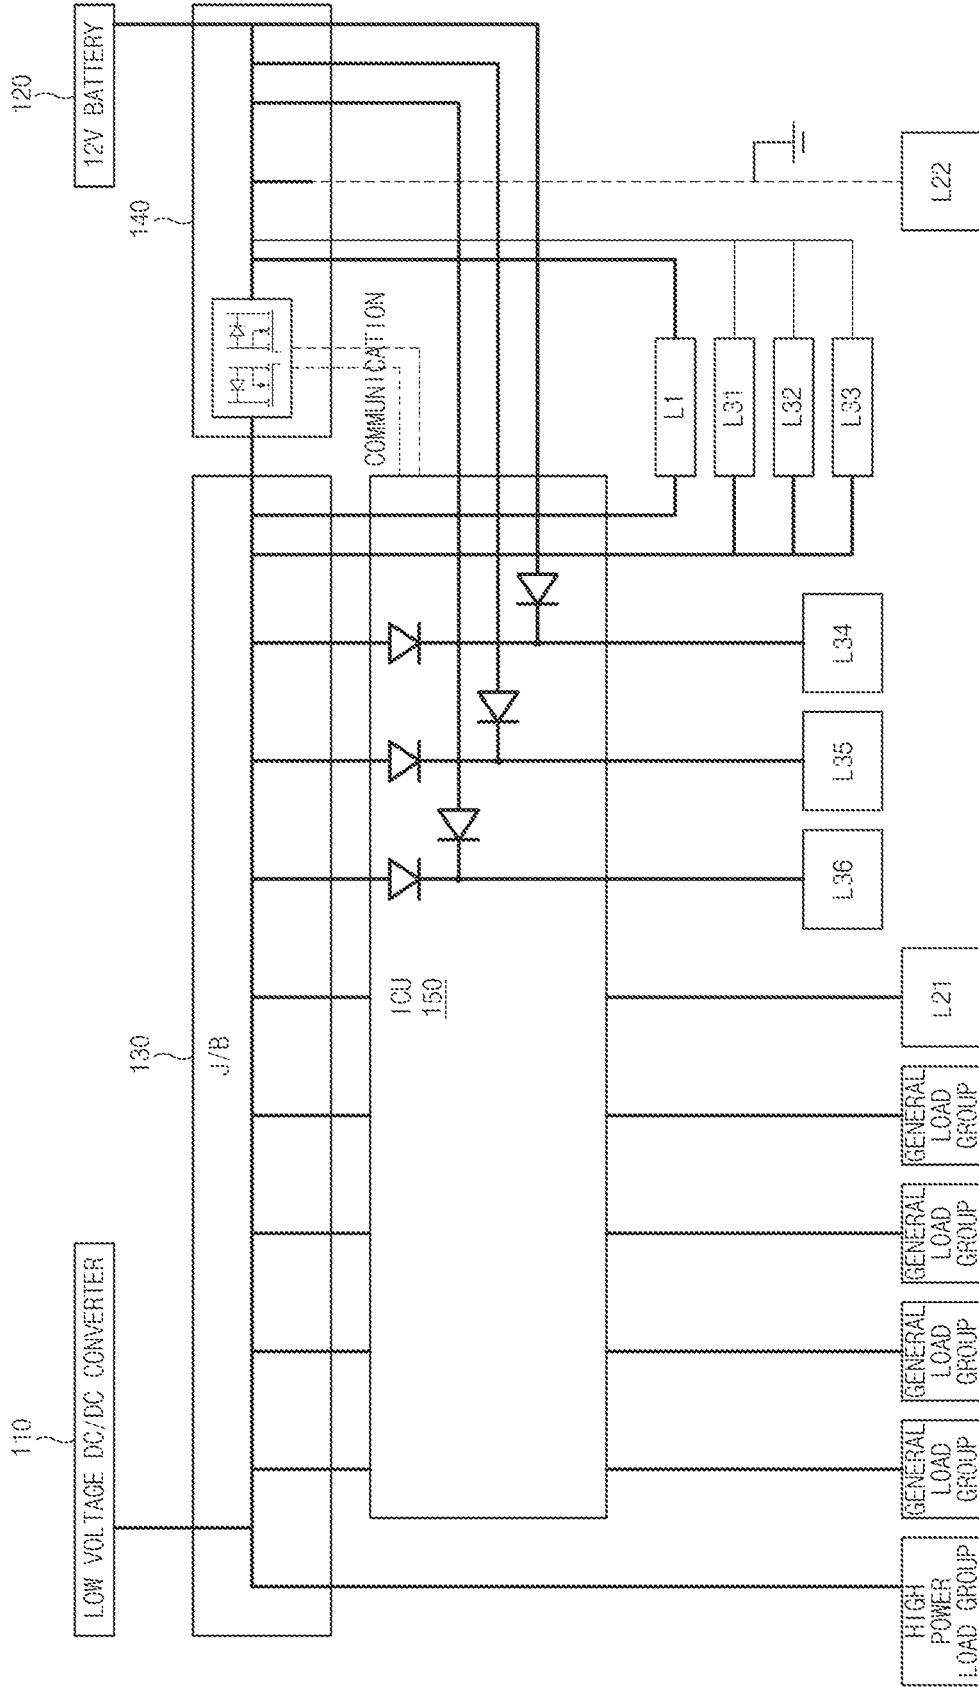 110
LOW VOLTAGE DC/DC CONVERTER
120
12V BATTERY
130
J/B
140
COMMUNICATION
ICU
150
L1
L31
L32
L33
L34
L35
L36
HIGH
POWER
LOAD GROUP
GENERAL
LOAD
GROUP
GENERAL
LOAD
GROUP
GENERAL
LOAD
GROUP
GENERAL
LOAD
GROUP
L21
L22